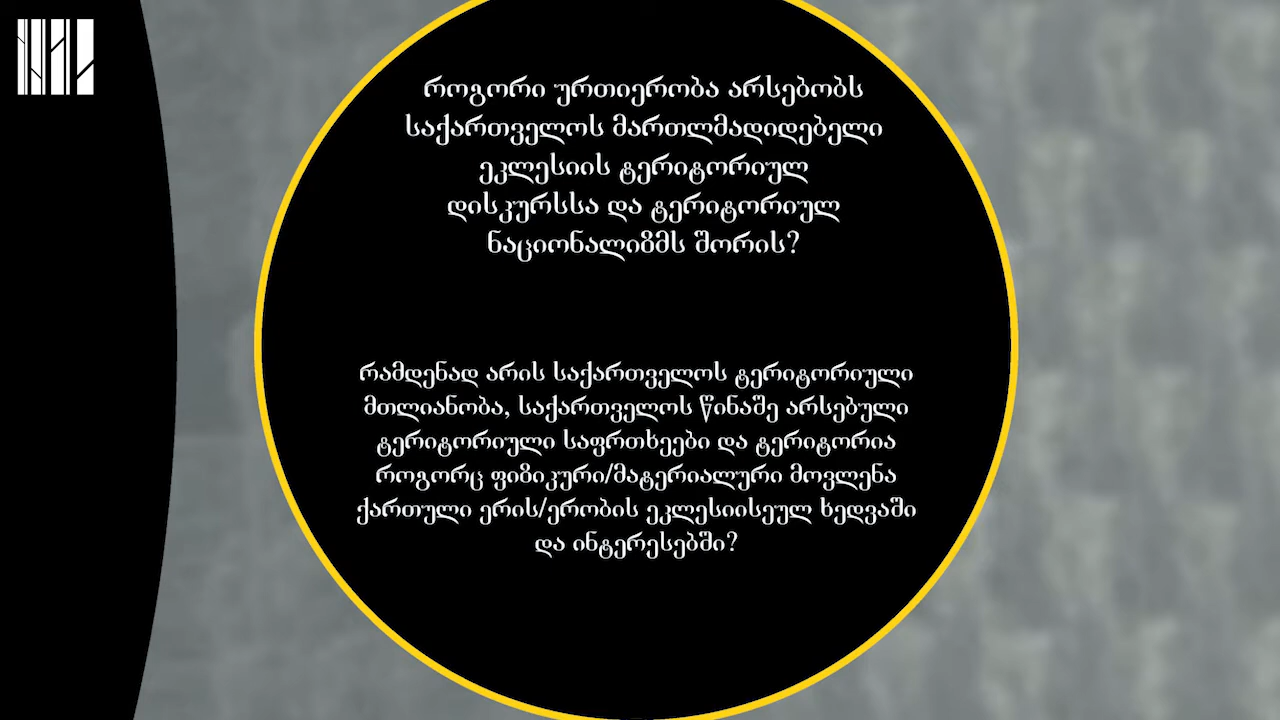 როგორი ურთიერობა არსებობს
საქართველოს მართლმადიდებელი
ეკლესიის ტერიტორიულ
დისკურსსა და ტერიტორიულ
ნაციონალიზმს შორის?
რამდენად არის საქართველოს ტერიტორიული
მთლიანობა, საქართველოს წინაშე არსებული
ტერიტორიული საფრთხეები და ტერიტორია
როგორც ფიზიკური/მატერიალური მოვლენა
ქართული ერის/ერობის ეკლესიისეულ ხედვაში
და ინტერესებში?